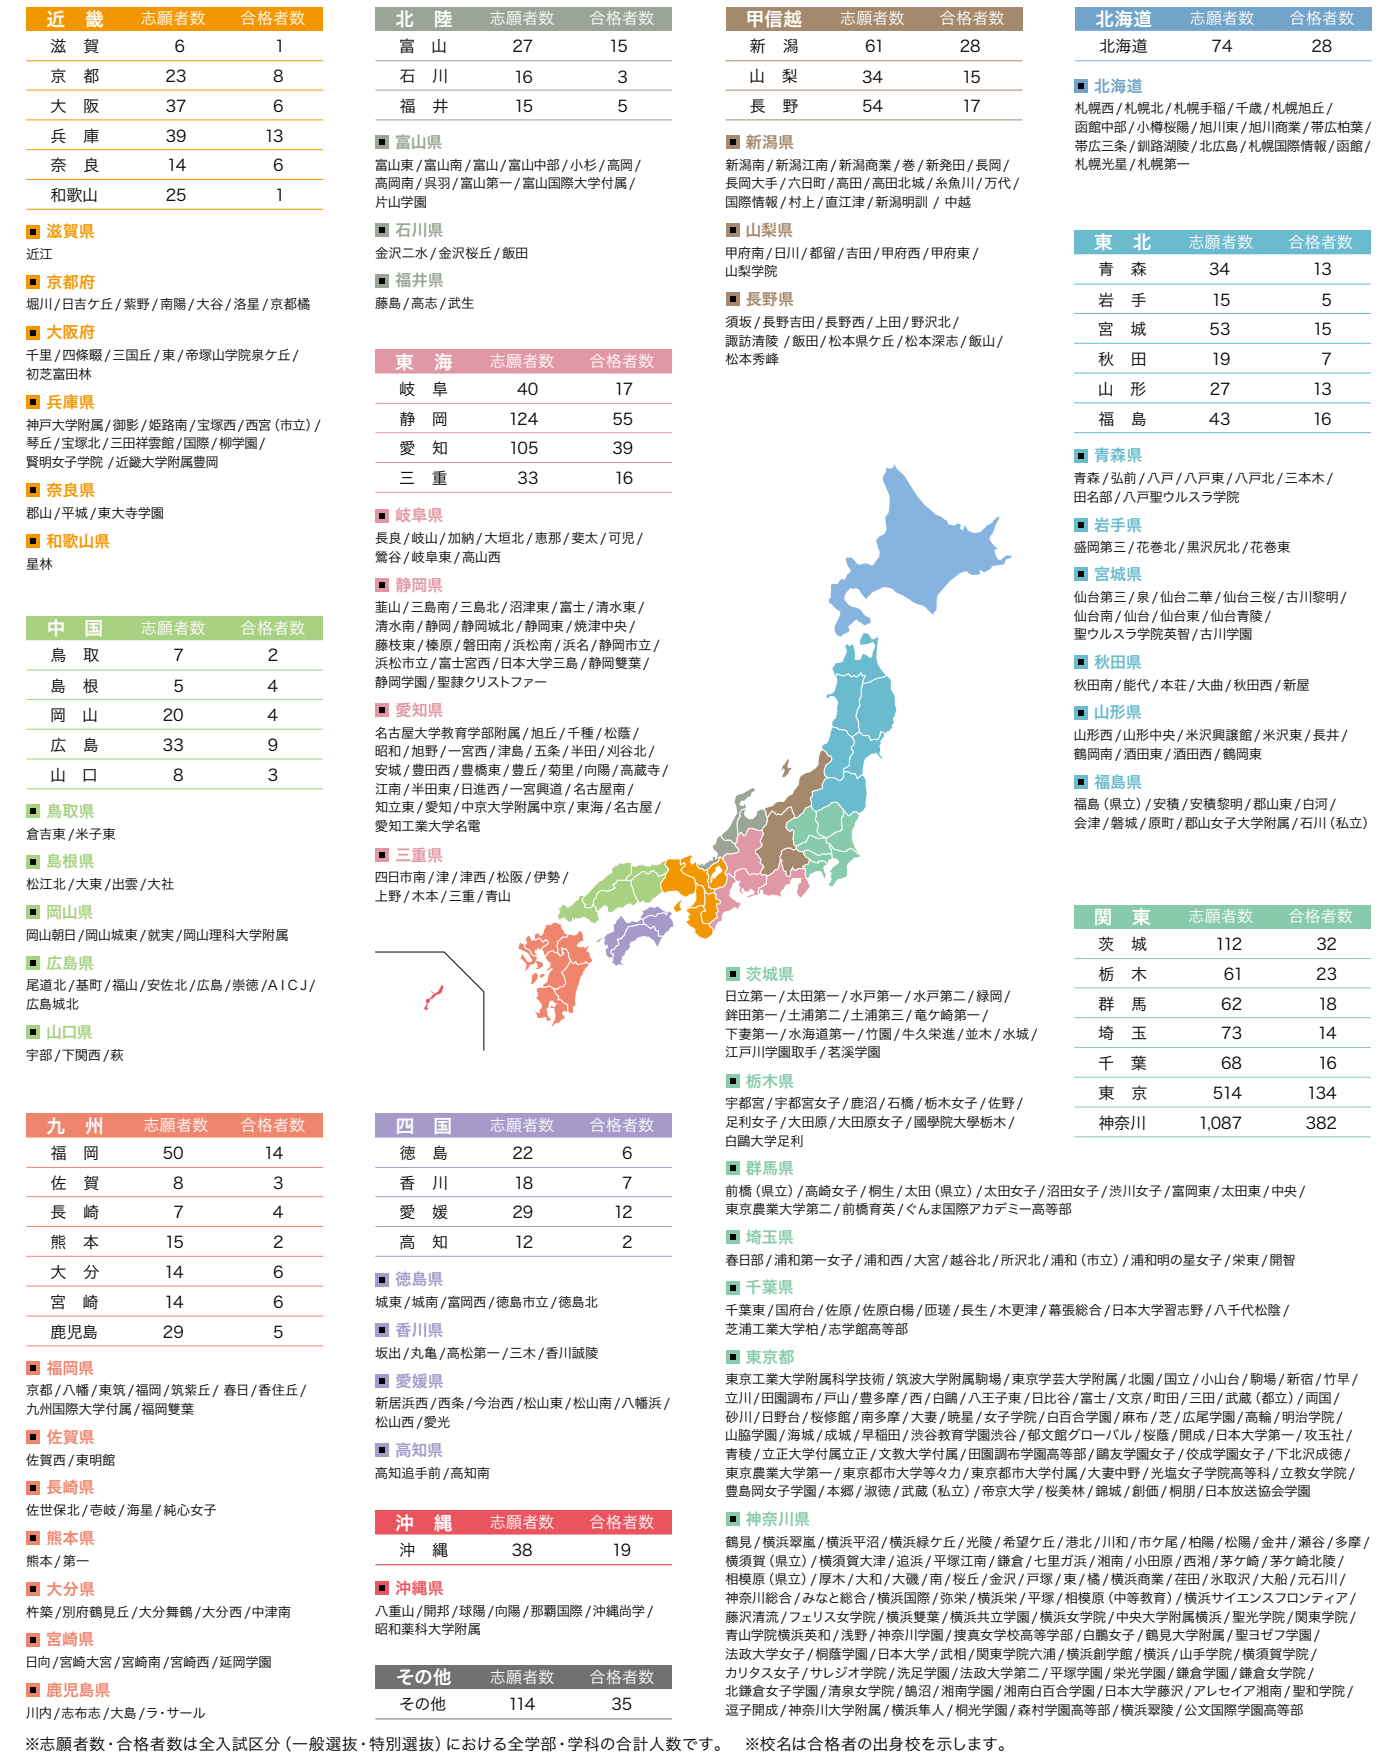 近　畿　志願者数　合格者数
滋　賀　6　1
京　都　23　8
大　阪　37　6
兵　庫　39　13
奈　良　14　6
和歌山　25　1
滋賀県
近江
京都府
堀川/日吉ケ丘/紫野/南陽/大谷/洛星/京都橘
大阪府
千里/四條畷/三国丘/東/帝塚山学院泉ケ丘/
初芝富田林
兵庫県
神戸大学附属/御影/姫路南/宝塚西/西宮（市立）/
琴丘/宝塚北/三田祥雲館/国際/柳学園/
賢明女子学院 /近畿大学附属豊岡
奈良県
郡山/平城/東大寺学園
和歌山県
星林
中　国　志願者数　合格者数
鳥　取　7　2
島　根　5　4
岡　山　20　4
広　島　33　9
山　口　8　3
鳥取県
倉吉東/米子東
島根県
松江北/大東/出雲/大社
岡山県
岡山朝日/岡山城東/就実/岡山理科大学附属
広島県
尾道北/基町/福山/安佐北/広島/崇徳/AICJ/
広島城北
山口県
宇部/下関西/萩
九　州　志願者数　合格者数
福　岡　50　14
佐　賀　8　3
長　崎　7　4
熊　本　15　2
大　分　14　6
宮　崎　14　6
鹿児島　29　5
福岡県
京都/八幡/東筑/福岡/筑紫丘/ 春日/香住丘/
九州国際大学付属/福岡雙葉
佐賀県
佐賀西/東明館
長崎県
佐世保北/壱岐/海星/純心女子
熊本県
熊本/第一
大分県
杵築/別府鶴見丘/大分舞鶴/大分西/中津南
宮崎県
日向/宮崎大宮/宮崎南/宮崎西/延岡学園
鹿児島県
川内/志布志/大島/ラ・サール
北　陸　志願者数　合格者数
富　山　27　15
石　川　16　3
福　井　15　5
富山県
富山東/富山南/富山/富山中部/小杉/高岡/
高岡南/呉羽/富山第一/富山国際大学付属/
片山学園
石川県
金沢二水/金沢桜丘/飯田
福井県
藤島/高志/武生
東　海　志願者数　合格者数
岐　阜　40　17
静　岡　124　55
愛　知　105　39
三　重　33　16
岐阜県
長良/岐山/加納/大垣北/恵那/斐太/可児/
鶯谷/岐阜東/高山西
静岡県
韮山/三島南/三島北/沼津東/富士/清水東/
清水南/静岡/静岡城北/静岡東/焼津中央/
藤枝東/榛原/磐田南/浜松南/浜名/静岡市立/
浜松市立/富士宮西/日本大学三島/静岡雙葉/
静岡学園/聖隷クリストファー
愛知県
名古屋大学教育学部附属/旭丘/千種/松蔭/
昭和/旭野/一宮西/津島/五条/半田/刈谷北/
安城/豊田西/豊橋東/豊丘/菊里/向陽/高蔵寺/
江南/半田東/日進西/一宮興道/名古屋南/
知立東/愛知/中京大学附属中京/東海/名古屋/
愛知工業大学名電
三重県
四日市南/津/津西/松阪/伊勢/
上野/木本/三重/青山
四　国　志願者数　合格者数
徳　島　22　6
香　川　18　7
愛　媛　29　12
高　知　12　2
徳島県
城東/城南/富岡西/徳島市立/徳島北
香川県
坂出/丸亀/高松第一/三木/香川誠陵
愛媛県
新居浜西/西条/今治西/松山東/松山南/八幡浜/
松山西/愛光
高知県
高知追手前/高知南
沖　縄　志願者数　合格者数
沖　縄　38　19
沖縄県
八重山/開邦/球陽/向陽/那覇国際/沖縄尚学/
昭和薬科大学附属
その他　志願者数　合格者数
その他　114　35
甲信越　志願者数　合格者数
新　潟　61　28
山　梨　34　15
長　野　54　17
新潟県
新潟南/新潟江南/新潟商業/巻/新発田/長岡/
長岡大手/六日町/高田/高田北城/糸魚川/万代/
国際情報/村上/直江津/新潟明訓 / 中越
山梨県
甲府南/日川/都留/吉田/甲府西/甲府東/
山梨学院
長野県
須坂/長野吉田/長野西/上田/野沢北/
諏訪清陵 /飯田/松本県ケ丘/松本深志/飯山/
松本秀峰
北海道　志願者数　合格者数
北海道　74　28
北海道
札幌西/札幌北/札幌手稲/千歳/札幌旭丘/
函館中部/小樽桜陽/旭川東/旭川商業/帯広柏葉/
帯広三条/釧路湖陵/北広島/札幌国際情報/函館/
札幌光星/札幌第一
東　北　志願者数　合格者数
青　森　34　13
岩　手　15　5
宮　城　53　15
秋　田　19　7
山　形　27　13
福　島　43　16
青森県
青森/弘前/八戸/八戸東/八戸北/三本木/
田名部/八戸聖ウルスラ学院
岩手県
盛岡第三/花巻北/黒沢尻北/花巻東
宮城県
仙台第三/泉/仙台二華/仙台三桜/古川黎明/
仙台南/仙台/仙台東/仙台青陵/
聖ウルスラ学院英智/古川学園
秋田県
秋田南/能代/本荘/大曲/秋田西/新屋
山形県
山形西/山形中央/米沢興譲館/米沢東/長井/
鶴岡南/酒田東/酒田西/鶴岡東
福島県
福島（県立）/安積/安積黎明/郡山東/白河/
会津/磐城/原町/郡山女子大学附属/石川（私立）
関　東　志願者数　合格者数
茨　城　112　32
栃　木　61　23
群　馬　62　18
埼　玉　73　14
千　葉　68　16
東　京　514　134
神奈川　1,087　382
茨城県
日立第一/太田第一/水戸第一/水戸第二/緑岡/
鉾田第一/土浦第二/土浦第三/竜ケ崎第一/
下妻第一/水海道第一/竹園/牛久栄進/並木/水城/
江戸川学園取手/茗溪学園
栃木県
宇都宮/宇都宮女子/鹿沼/石橋/栃木女子/佐野/
足利女子/大田原/大田原女子/國學院大學栃木/
白鷗大学足利
群馬県
前橋（県立）/高崎女子/桐生/太田（県立）/太田女子/沼田女子/渋川女子/富岡東/太田東/中央/
東京農業大学第二/前橋育英/ぐんま国際アカデミー高等部
埼玉県
春日部/浦和第一女子/浦和西/大宮/越谷北/所沢北/浦和（市立）/浦和明の星女子/栄東/開智
千葉県
千葉東/国府台/佐原/佐原白楊/匝瑳/長生/木更津/幕張総合/日本大学習志野/八千代松陰/
芝浦工業大学柏/志学館高等部
東京都
東京工業大学附属科学技術/筑波大学附属駒場/東京学芸大学附属/北園/国立/小山台/駒場/新宿/竹早/
立川/田園調布/戸山/豊多摩/西/白鷗/八王子東/日比谷/富士/文京/町田/三田/武蔵（都立）/両国/
砂川/日野台/桜修館/南多摩/大妻/暁星/女子学院/白百合学園/麻布/芝/広尾学園/高輪/明治学院/
山脇学園/海城/成城/早稲田/渋谷教育学園渋谷/郁文館グローバル/桜蔭/開成/日本大学第一/攻玉社/
青稜/立正大学付属立正/文教大学付属/田園調布学園高等部/鷗友学園女子/佼成学園女子/下北沢成徳/
東京農業大学第一/東京都市大学等々力/東京都市大学付属/大妻中野/光塩女子学院高等科/立教女学院/
豊島岡女子学園/本郷/淑徳/武蔵（私立）/帝京大学/桜美林/錦城/創価/桐朋/日本放送協会学園
神奈川県
鶴見/横浜翠嵐/横浜平沼/横浜緑ケ丘/光陵/希望ケ丘/港北/川和/市ケ尾/柏陽/松陽/金井/瀬谷/多摩/
横須賀（県立）/横須賀大津/追浜/平塚江南/鎌倉/七里ガ浜/湘南/小田原/西湘/茅ケ崎/茅ケ崎北陵/
相模原（県立）/厚木/大和/大磯/南/桜丘/金沢/戸塚/東/橘/横浜商業/荏田/氷取沢/大船/元石川/
神奈川総合/みなと総合/横浜国際/弥栄/横浜栄/平塚/相模原（中等教育）/横浜サイエンスフロンティア/
藤沢清流/フェリス女学院/横浜雙葉/横浜共立学園/横浜女学院/中央大学附属横浜/聖光学院/関東学院/
青山学院横浜英和/浅野/神奈川学園/捜真女学校高等学部/白鵬女子/鶴見大学附属/聖ヨゼフ学園/
法政大学女子/桐蔭学園/日本大学/武相/関東学院六浦/横浜創学館/横浜/山手学院/横須賀学院/
カリタス女子/サレジオ学院/洗足学園/法政大学第二/平塚学園/栄光学園/鎌倉学園/鎌倉女学院/
北鎌倉女子学園/清泉女学院/鵠沼/湘南学園/湘南白百合学園/日本大学藤沢/アレセイア湘南/聖和学院/
逗子開成/神奈川大学附属/横浜隼人/桐光学園/森村学園高等部/横浜翠陵/公文国際学園高等部
※志願者数・合格者数は全入試区分（一般選抜・特別選抜）における全学部・学科の合計人数です。　※校名は合格者の出身校を示します。